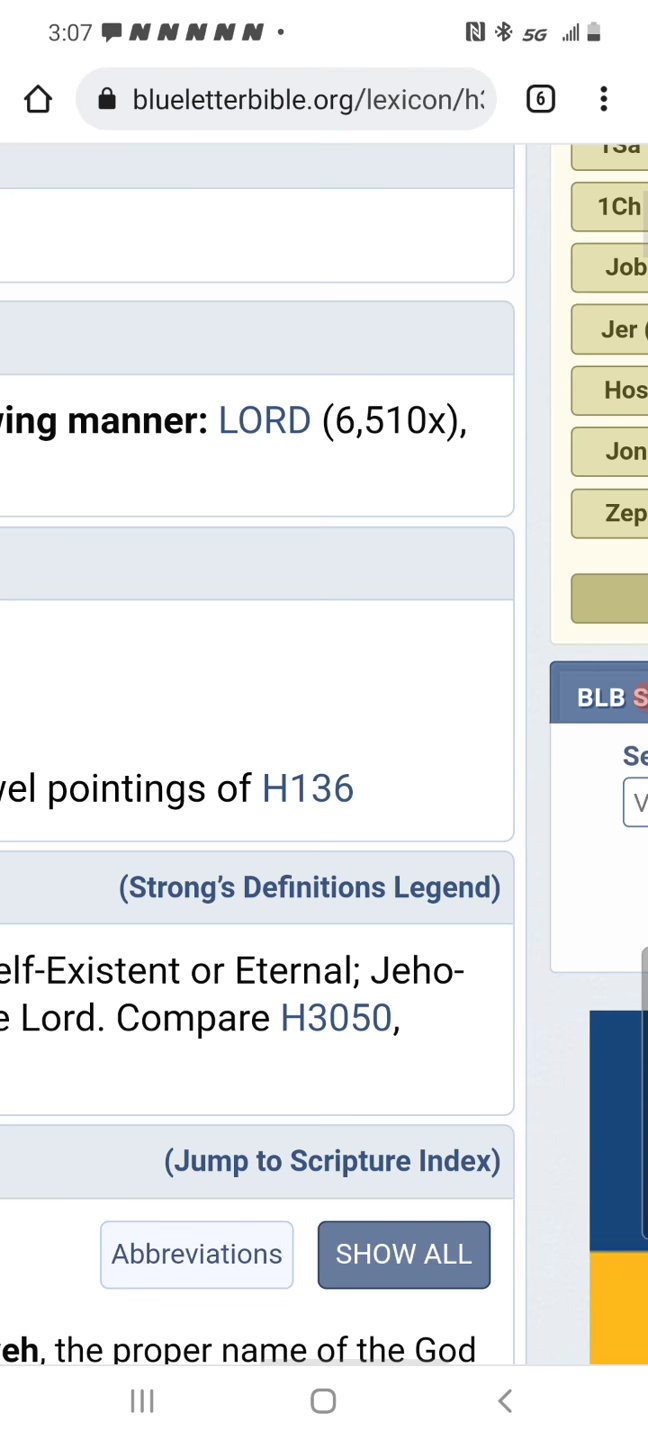 3:07
5G
blueletterbible.org/lexicon/h
6
1Sa
1Ch
Job
Jer (
Hos
Jon
Zep
wing manner: LORD (6,510x),
BLB S
Se
vel pointings of H136
V
(Strong's Definitions Legend)
elf-Existent or Eternal; Jeho-
e Lord. Compare H3050,
(Jump to Scripture Index)
Abbreviations
SHOW ALL
eh, the proper name of the God